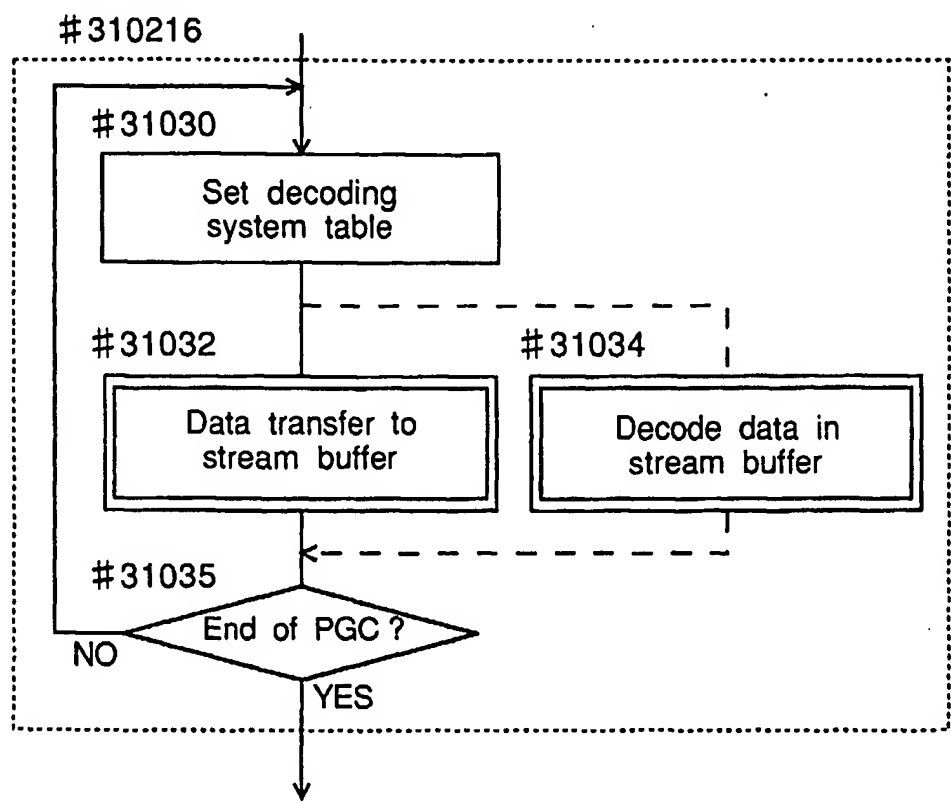 #310216
#31030
Set decoding
system table
#31032
#31034
Data transfer to
stream buffer
Decode data in
stream buffer
#31035
End of PGC?
NO
YES